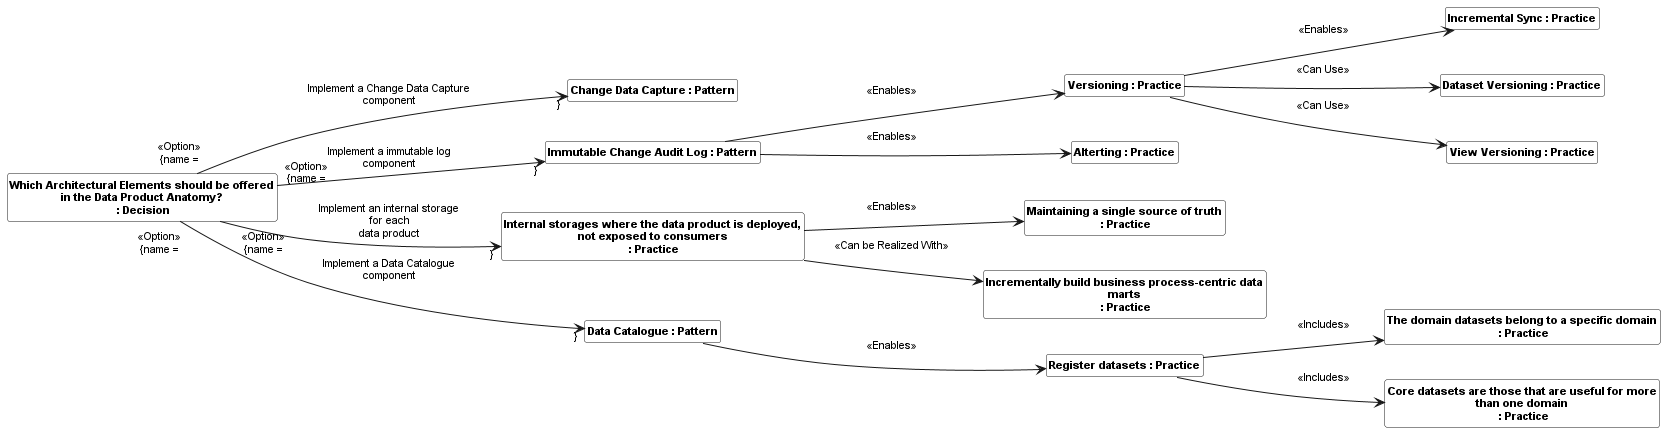 Incremental Sync : Practice
«Enables»
«Can Use»
Change Data Capture : Pattern
Versioning : Practice
Dataset Versioning : Practice
Implement a Change Data Capture
component
}
«Enables»
«Can Use»
«Option»
{name =
Implement a immutable log
component
Immutable Change Audit Log : Pattern
}
«Enables»
Alterting : Practice
View Versioning : Practice
«Option»
{name =
Which Architectural Elements should be offered
in the Data Product Anatomy?
: Decision
Implement an internal storage
for each
data product
}
Internal storages where the data product is deployed,
not exposed to consumers
: Practice
«Enables»
Maintaining a single source of truth
: Practice
«Can be Realized With»
«Option»
{name =
«Option»
{name =
Implement a Data Catalogue
component
}
Incrementally build business process-centric data
marts
: Practice
Data Catalogue : Pattern
«Enables»
Register datasets : Practice
«Includes»
The domain datasets belong to a specific domain
: Practice
«Includes»
Core datasets are those that are useful for more
than one domain
: Practice